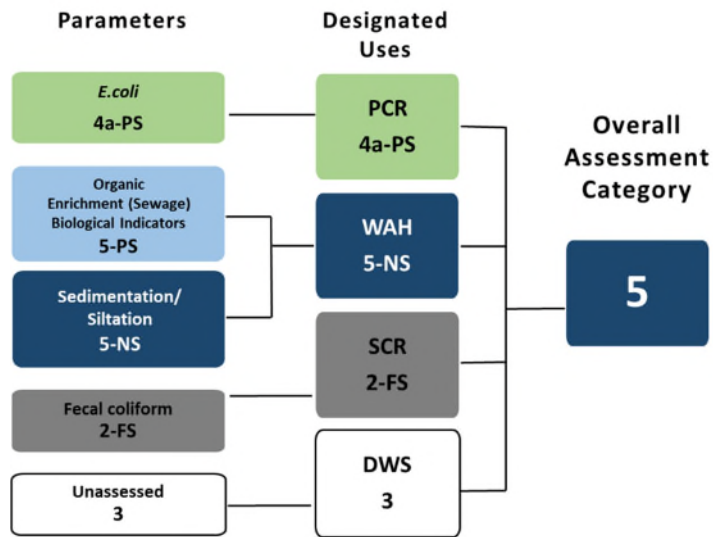 Parameters
E.coli
4a-PS
Organic
Enrichment (Sewage)
Biological Indicators
5-PS
Sedimentation/
Siltation
5-NS
Fecal coliform
2-FS
Unassessed
3
Designated
Uses
PCR
4a-PS
WAH
5-NS
SCR
2-FS
DWS
3
Overall
Assessment
Category
5